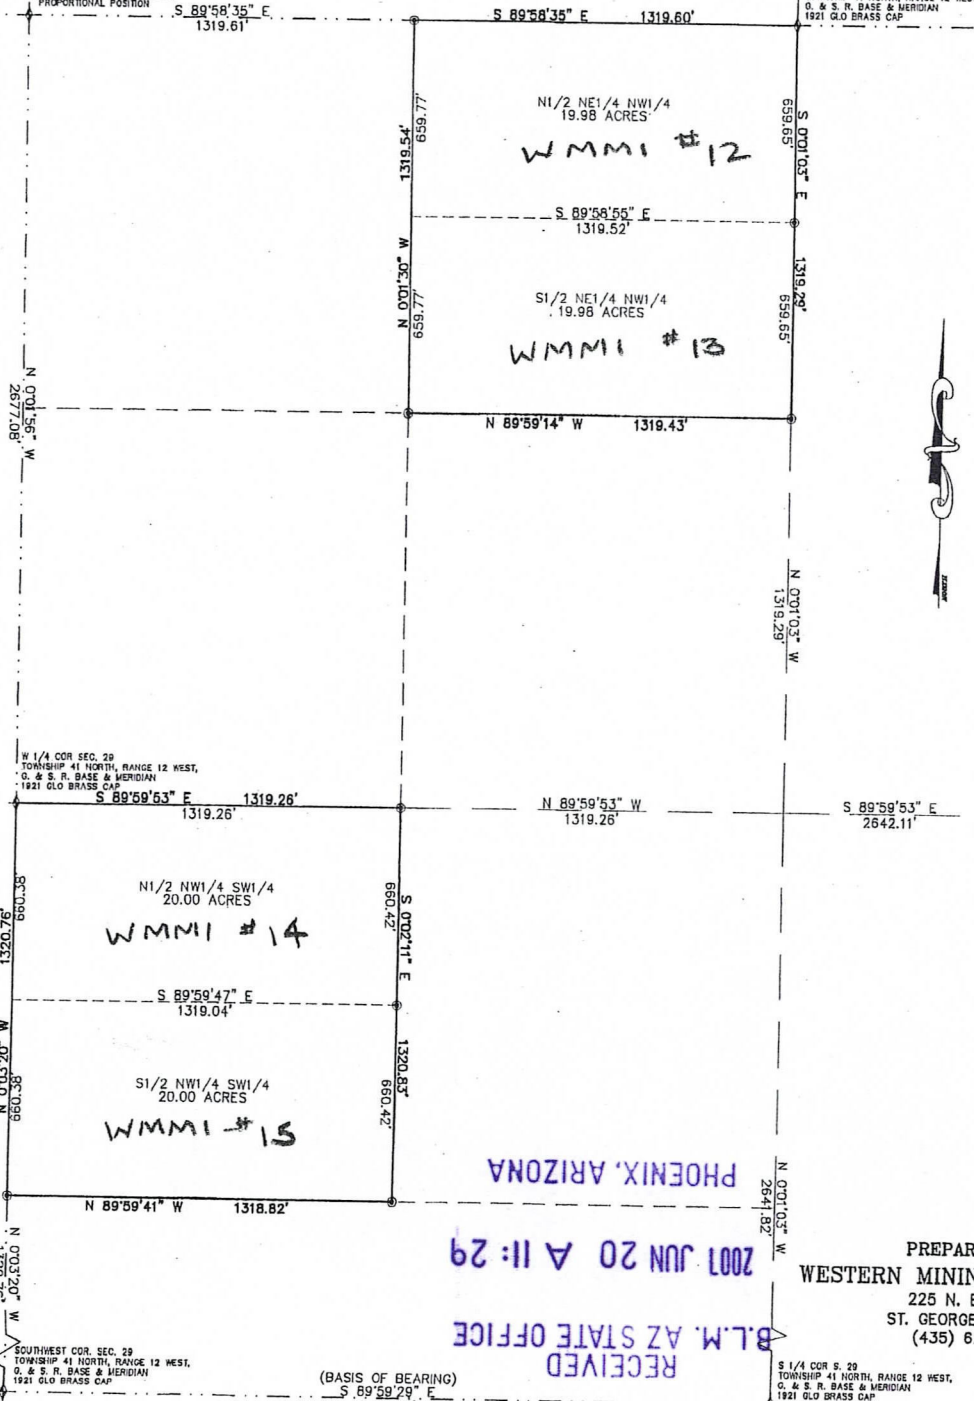 PROPORTIONAL POSITION
S 89°58'35" E
1319.61'
S 89°58'35" E 1319.60'
G. & S. R. BASE & MERIDIAN
1921 GLO BRASS CAP
N1/2 NE1/4 NW1/4
19.98 ACRES
WMMI #12
659.77'
1319.54'
N 0°01'30" W
659.77'
659.65'
S 0°01'03" E
1319.29'
659.65'
S 89°58'55" E
1319.52'
S1/2 NE1/4 NW1/4
19.98 ACRES
WMMI #13
N 89°59'14" W 1319.43'
N 0°01'56" W
2677.08'
N 0°01'03" W
1319.29'
W 1/4 COR SEC. 29
TOWNSHIP 41 NORTH, RANGE 12 WEST,
G. & S. R. BASE & MERIDIAN
1921 GLO BRASS CAP
S 89°59'53" E 1319.26'
1319.26'
N 89°59'53" W
1319.26'
S 89°59'53" E
2642.11'
N1/2 NW1/4 SW1/4
20.00 ACRES
WMMI #14
660.38'
1320.76'
N 0°03'20" W
660.38'
660.42'
S 0°02'11" E
1320.83'
660.42'
S 89°59'47" E
1319.04'
S1/2 NW1/4 SW1/4
20.00 ACRES
WMMI #15
N 89°59'41" W 1318.82'
N 0°03'20" W
N 0°01'03" W
2641.82'
RECEIVED
B.L.M. AZ STATE OFFICE
2001 JUN 20 A 11:29
PHOENIX, ARIZONA
PREPAR
WESTERN MININ
225 N. 
ST. GEORGE
(435) 6
SOUTHWEST COR. SEC. 29
TOWNSHIP 41 NORTH, RANGE 12 WEST,
G. & S. R. BASE & MERIDIAN
1921 GLO BRASS CAP
(BASIS OF BEARING)
S 89°59'29" E
S 1/4 COR S. 29
TOWNSHIP 41 NORTH, RANGE 12 WEST,
G. & S. R. BASE & MERIDIAN
1921 GLO BRASS CAP